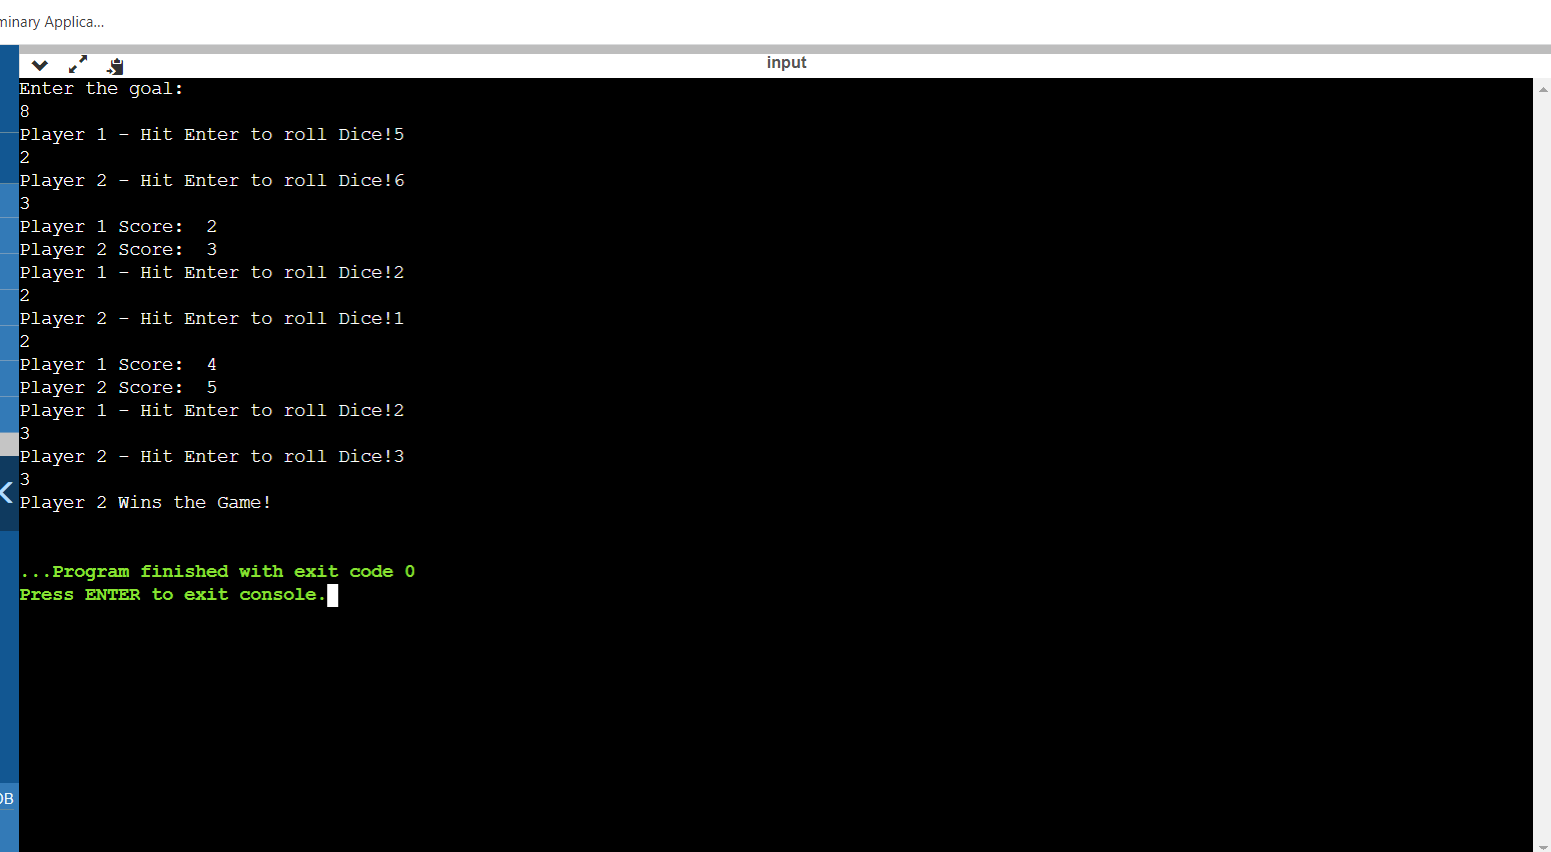 minary Applica...
input
Enter the goal:
8
Player 1 - Hit Enter to roll Dice!5
2
Player 2 - Hit Enter to roll Dice!6
3
Player 1 Score:  2
Player 2 Score:  3
Player 1 - Hit Enter to roll Dice!2
2
Player 2 - Hit Enter to roll Dice!1
2
Player 1 Score:  4
Player 2 Score:  5
Player 1 - Hit Enter to roll Dice!2
3
Player 2 - Hit Enter to roll Dice!3
3
Player 2 Wins the Game!
...Program finished with exit code 0
Press ENTER to exit console.
DB